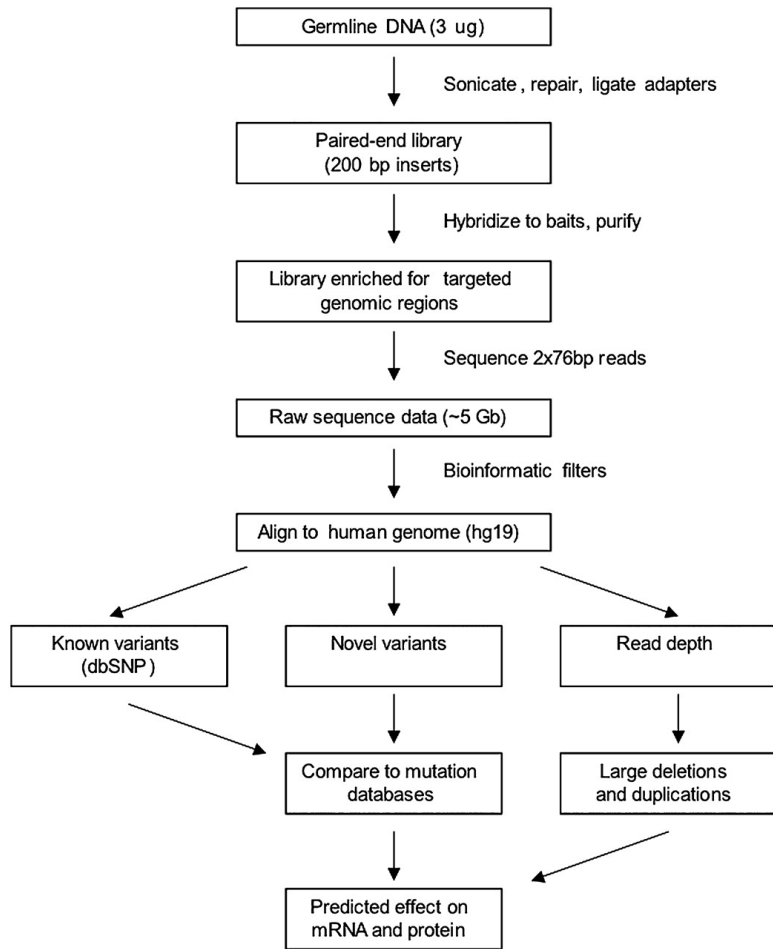 Germline DNA (3 ug)
Sonicate, repair, ligate adapters
Paired-end library
(200 bp inserts)
Hybridize to baits, purify
Library enriched for targeted
genomic regions
Sequence 2x76bp reads
Raw sequence data (~5 Gb)
Bioinformatic filters
Align to human genome (hg19)
Known variants
(dbSNP)
Novel variants
Read depth
Compare to mutation
databases
Large deletions
and duplications
Predicted effect on
mRNA and protein